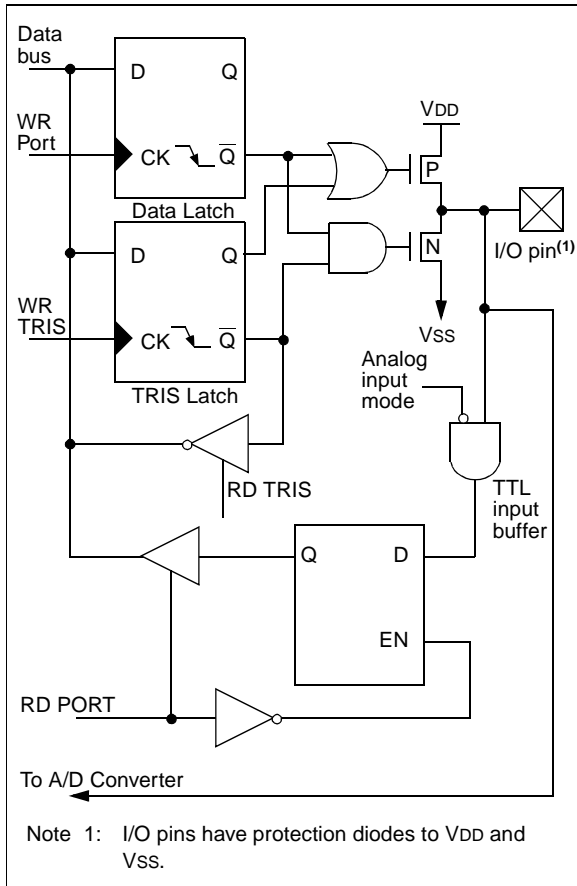 Data
bus
D Q
WR
Port
CK Q
Data Latch
VDD
P
N
I/O pin(1)
D Q
WR
TRIS
CK Q
TRIS Latch
VSS
Analog
input
mode
RD TRIS
TTL
input
buffer
Q D
EN
RD PORT
To A/D Converter
Note 1: I/O pins have protection diodes to VDD and
VSS.